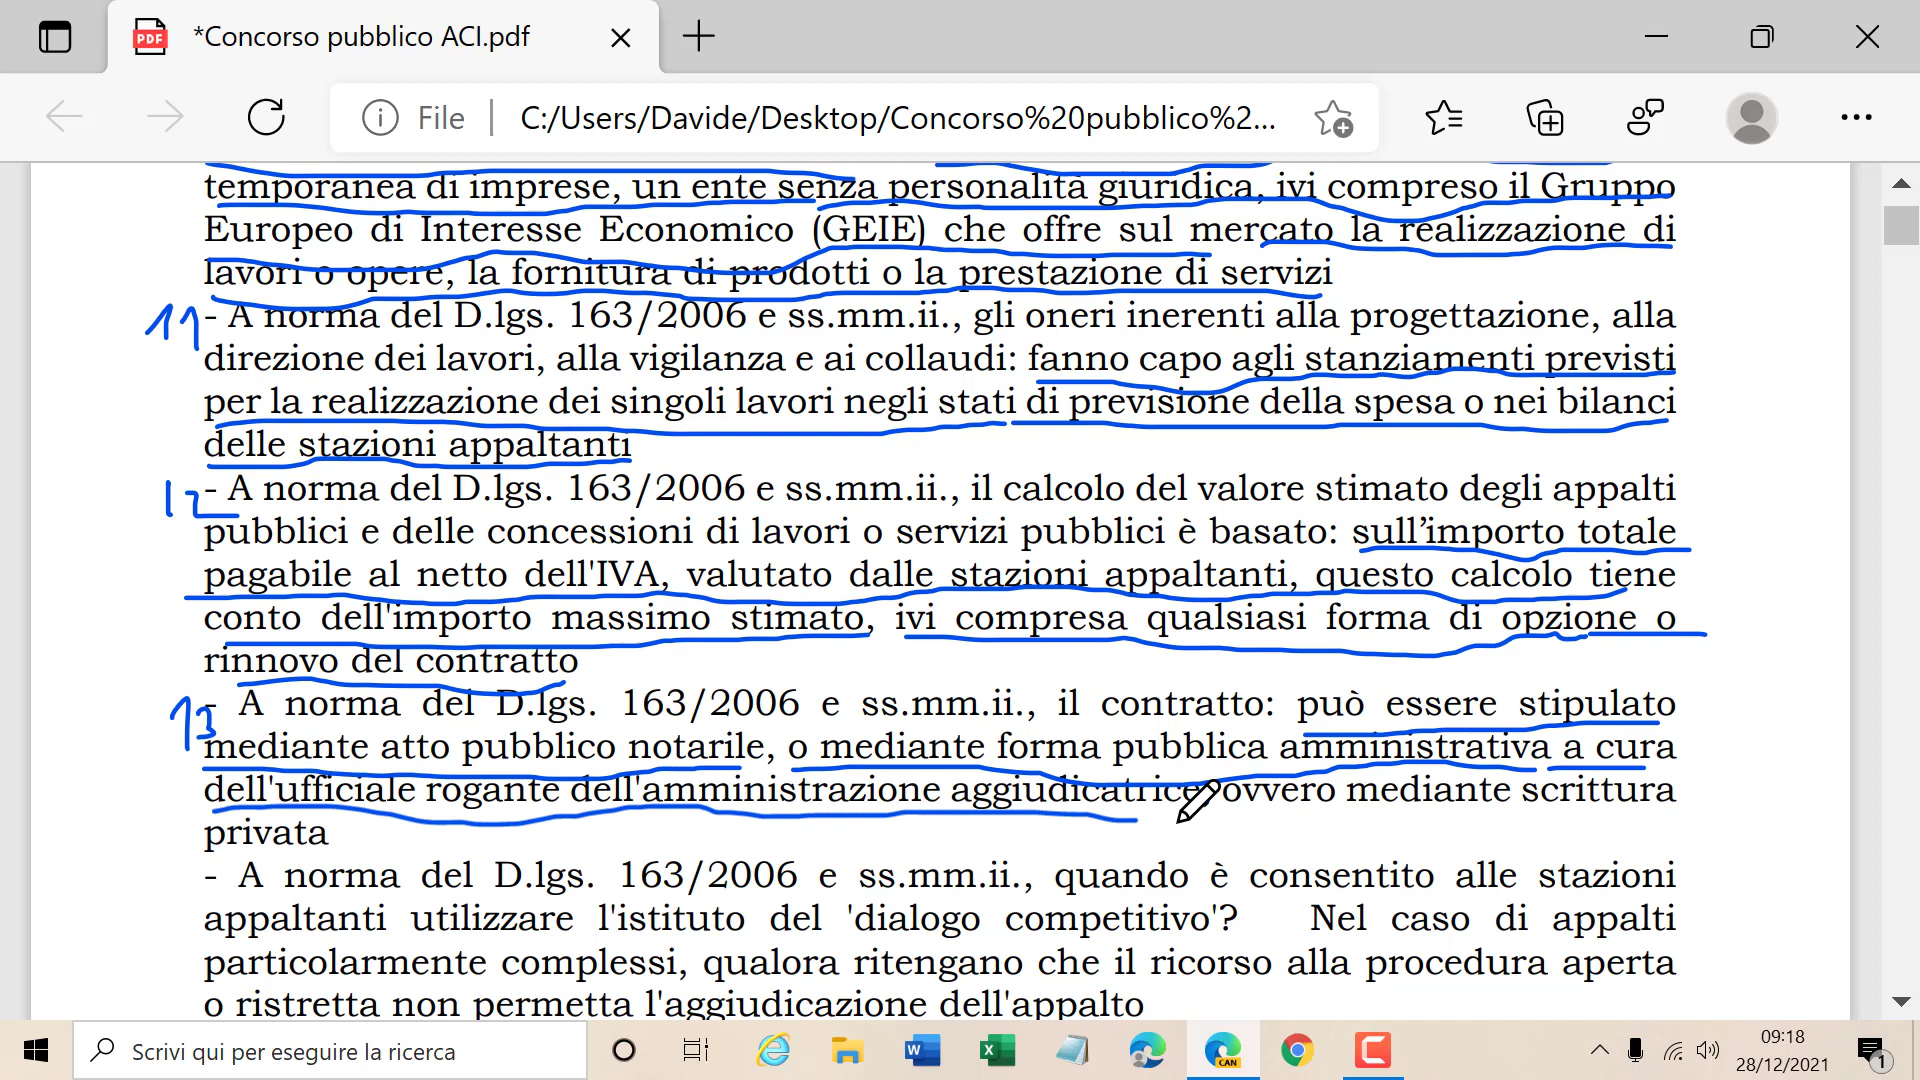 *Concorso pubblico ACI.pdf
File
C:/Users/Davide/Desktop/Concorso%20pubblico%2...
temporanea di imprese, un ente senza personalità giuridica, ivi compreso il Gruppo
Europeo di Interesse Economico (GEIE) che offre sul mercato la realizzazione di
lavori o opere, la fornitura di prodotti o la prestazione di servizi
11 - A norma del D.lgs. 163/2006 e ss.mm.ii., gli oneri inerenti alla progettazione, alla
direzione dei lavori, alla vigilanza e ai collaudi: fanno capo agli stanziamenti previsti
per la realizzazione dei singoli lavori negli stati di previsione della spesa o nei bilanci
delle stazioni appaltanti
12 - A norma del D.lgs. 163/2006 e ss.mm.ii., il calcolo del valore stimato degli appalti
pubblici e delle concessioni di lavori o servizi pubblici è basato: sull’importo totale
pagabile al netto dell'IVA, valutato dalle stazioni appaltanti, questo calcolo tiene
conto dell'importo massimo stimato, ivi compresa qualsiasi forma di opzione o
rinnovo del contratto
13 - A norma del D.lgs. 163/2006 e ss.mm.ii., il contratto: può essere stipulato
mediante atto pubblico notarile, o mediante forma pubblica amministrativa a cura
dell'ufficiale rogante dell'amministrazione aggiudicatrice ovvero mediante scrittura
privata
- A norma del D.lgs. 163/2006 e ss.mm.ii., quando è consentito alle stazioni
appaltanti utilizzare l'istituto del 'dialogo competitivo'? Nel caso di appalti
particolarmente complessi, qualora ritengano che il ricorso alla procedura aperta
o ristretta non permetta l'aggiudicazione dell'appalto
Scrivi qui per eseguire la ricerca
CAN
09:18
28/12/2021
1